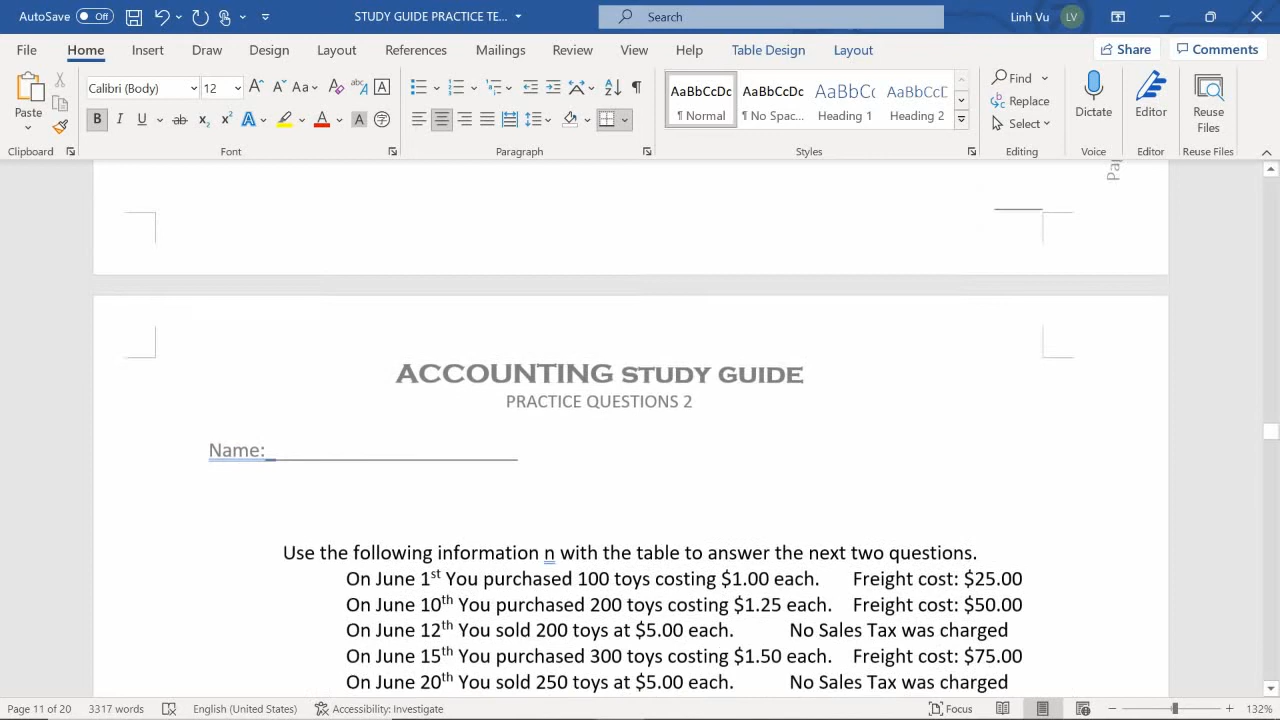 AutoSave Off STUDY GUIDE PRACTICE TE... Search Linh Vu LV
File Home Insert Draw Design Layout References Mailings Review View Help Table Design Layout Share Comments
Paste Calibri (Body) 12 Aa AaBbCcDc AaBbCcDc AaBbCc AaBbCcD Find Replace Select Dictate Editor Reuse Files
¶ Normal ¶ No Spac... Heading 1 Heading 2
Clipboard Font Paragraph Styles Editing Voice Editor Reuse Files
ACCOUNTING STUDY GUIDE
PRACTICE QUESTIONS 2
Name:
Use the following information n with the table to answer the next two questions.
On June 1st You purchased 100 toys costing $1.00 each. Freight cost: $25.00
On June 10th You purchased 200 toys costing $1.25 each. Freight cost: $50.00
On June 12th You sold 200 toys at $5.00 each. No Sales Tax was charged
On June 15th You purchased 300 toys costing $1.50 each. Freight cost: $75.00
On June 20th You sold 250 toys at $5.00 each. No Sales Tax was charged
Page 11 of 20 3317 words English (United States) Accessibility: Investigate Focus 132%